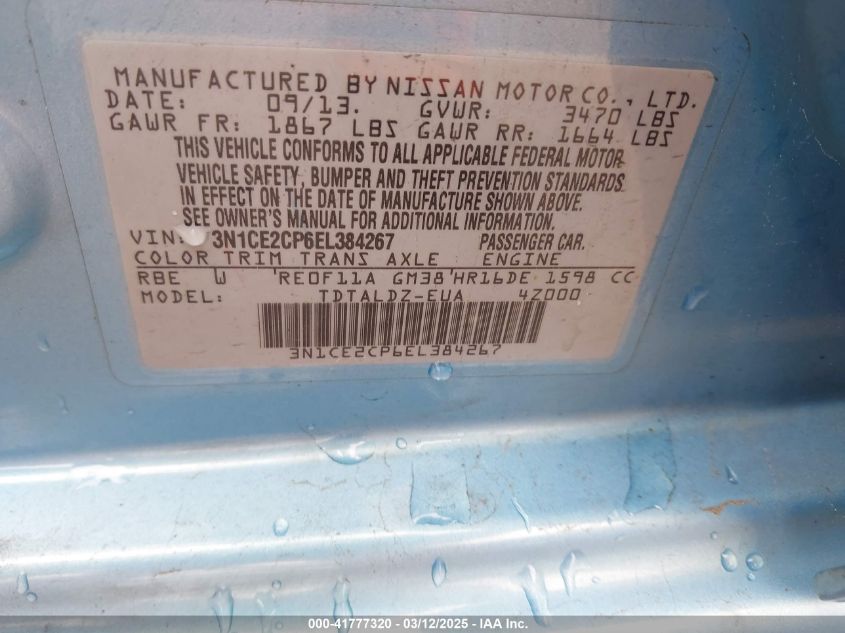 MANUFACTURED BY NISSAN MOTOR CO., LTD.
DATE: 09/13. GVWR: 3470 LBS
GAWR FR: 1867 LBS GAWR RR: 1664 LBS
THIS VEHICLE CONFORMS TO ALL APPLICABLE FEDERAL MOTOR
VEHICLE SAFETY, BUMPER AND THEFT PREVENTION STANDARDS
IN EFFECT ON THE DATE OF MANUFACTURE SHOWN ABOVE.
SEE OWNER'S MANUAL FOR ADDITIONAL INFORMATION.
VIN: 3N1CE2CP6EL384267 PASSENGER CAR.
COLOR TRIM TRANS AXLE ENGINE
RBE W RE0F11A GM38 HR16DE 1598 CC
MODEL: TDTALDZ-EUA 4Z000
3N1CE2CP6EL384267
000-41777320 - 03/12/2025 - IAA Inc.